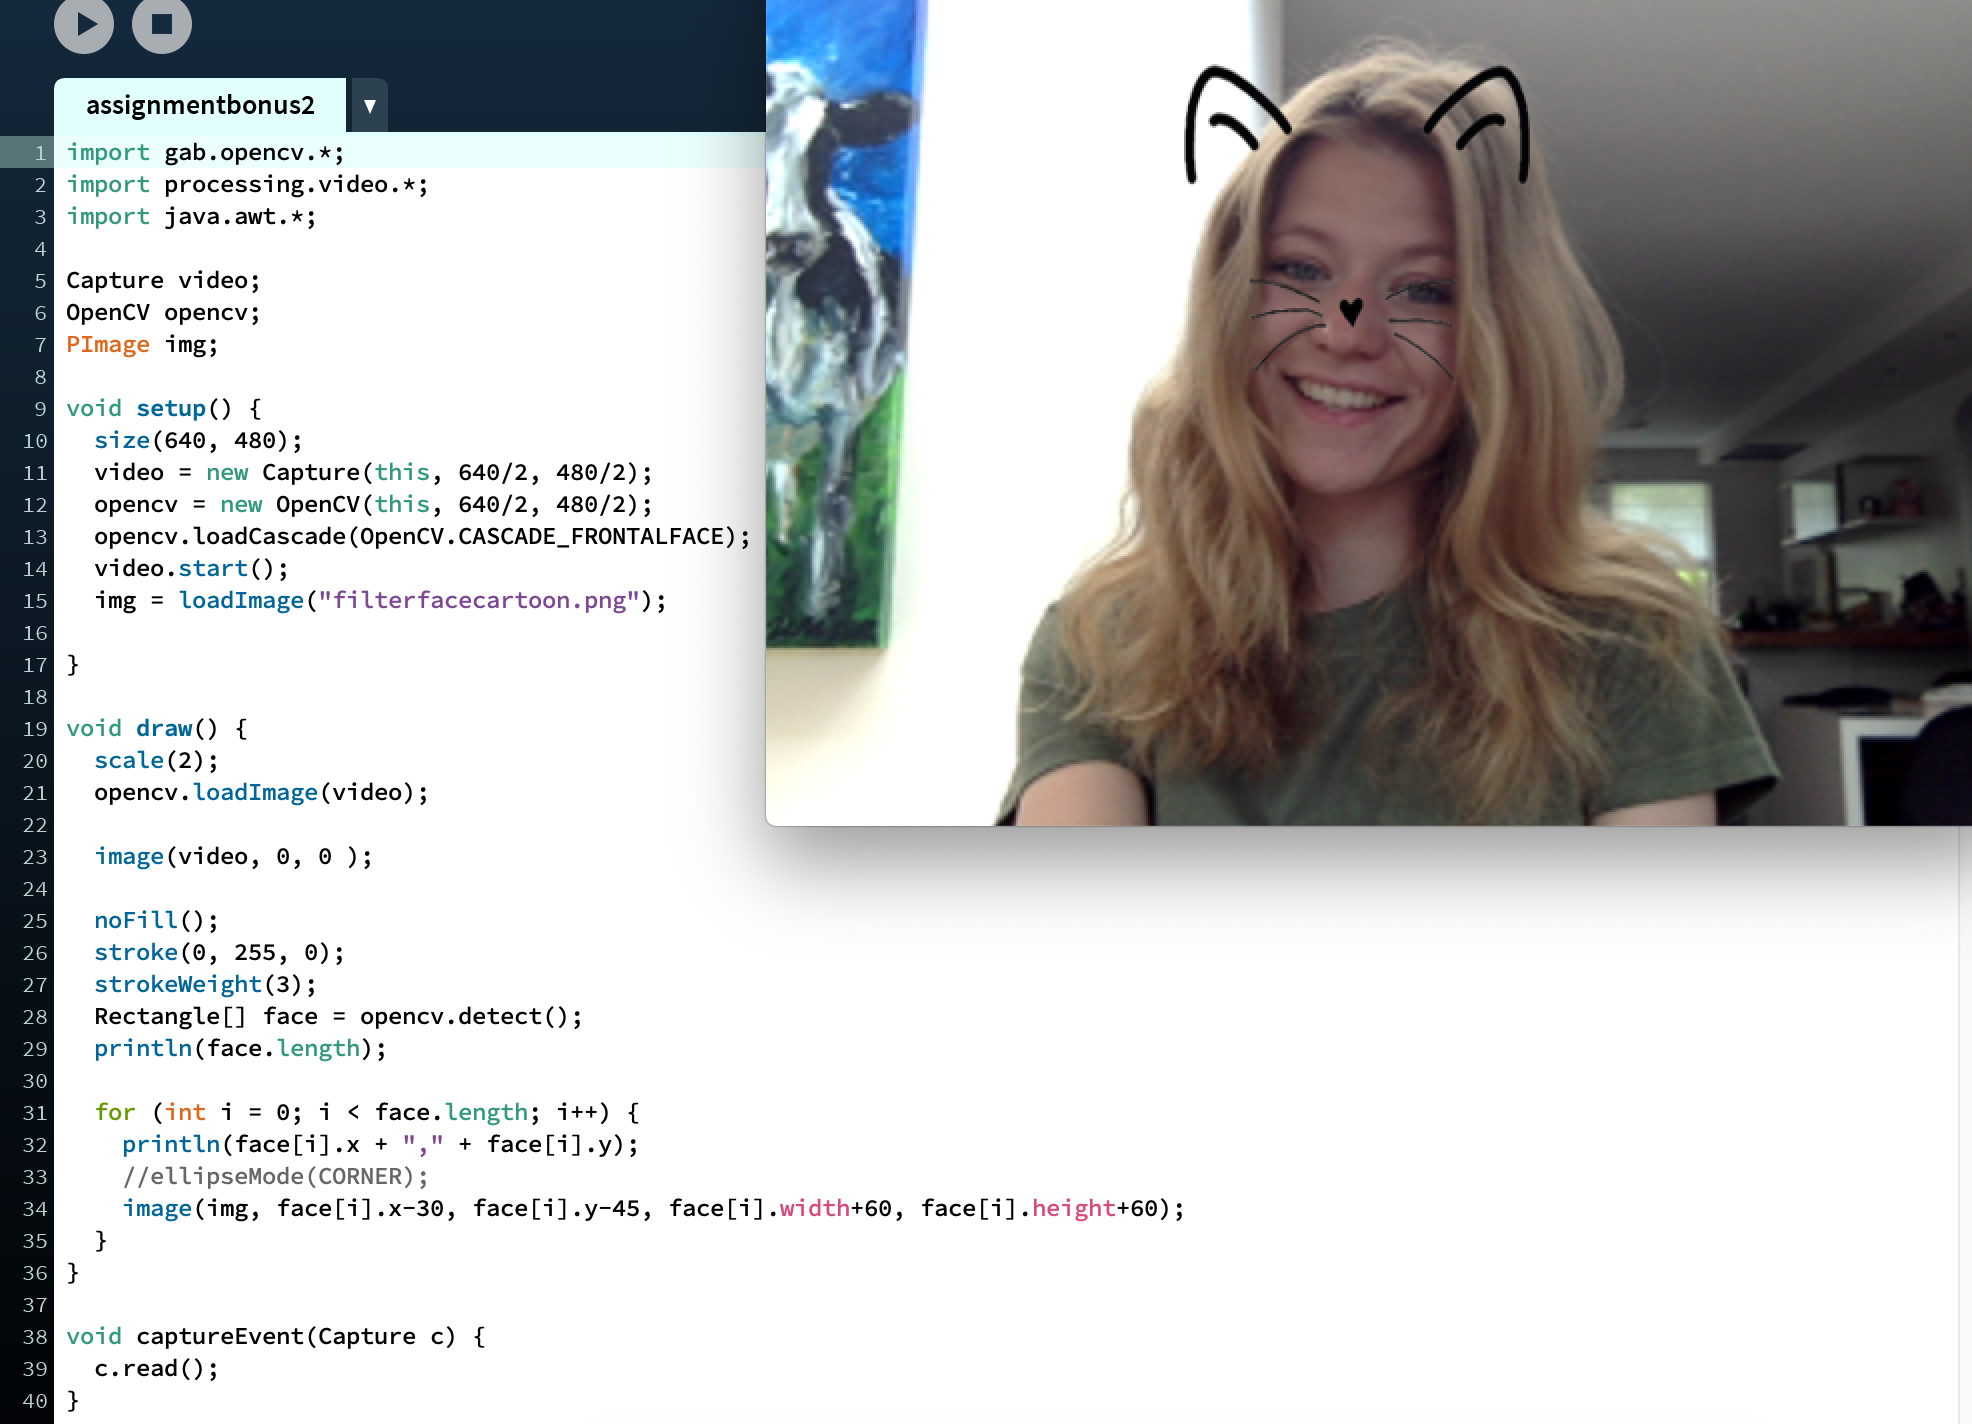 assignmentbonus2
1 import gab.opencv.*;
2 import processing.video.*;
3 import java.awt.*;
4
5 Capture video;
6 OpenCV opencv;
7 PImage img;
8
9 void setup() {
10   size(640, 480);
11   video = new Capture(this, 640/2, 480/2);
12   opencv = new OpenCV(this, 640/2, 480/2);
13   opencv.loadCascade(OpenCV.CASCADE_FRONTALFACE);
14   video.start();
15   img = loadImage("filterfacecartoon.png");
16
17 }
18
19 void draw() {
20   scale(2);
21   opencv.loadImage(video);
22
23   image(video, 0, 0 );
24
25   noFill();
26   stroke(0, 255, 0);
27   strokeWeight(3);
28   Rectangle[] face = opencv.detect();
29   println(face.length);
30
31   for (int i = 0; i < face.length; i++) {
32     println(face[i].x + "," + face[i].y);
33     //ellipseMode(CORNER);
34     image(img, face[i].x-30, face[i].y-45, face[i].width+60, face[i].height+60);
35   }
36 }
37
38 void captureEvent(Capture c) {
39   c.read();
40 }